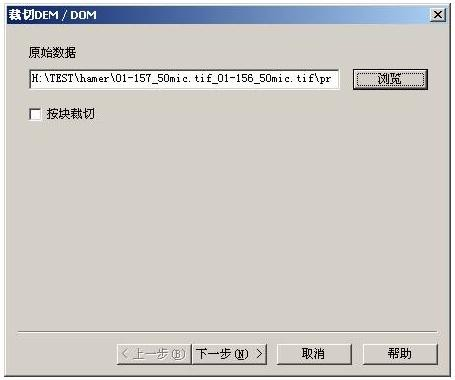 裁切DEM / DOM
原始数据
H:\TEST\hamer\01-157_50mic.tif_01-156_50mic.tif\pr
浏览
按块裁切
< 上一步(B) 下一步(N) > 取消 帮助